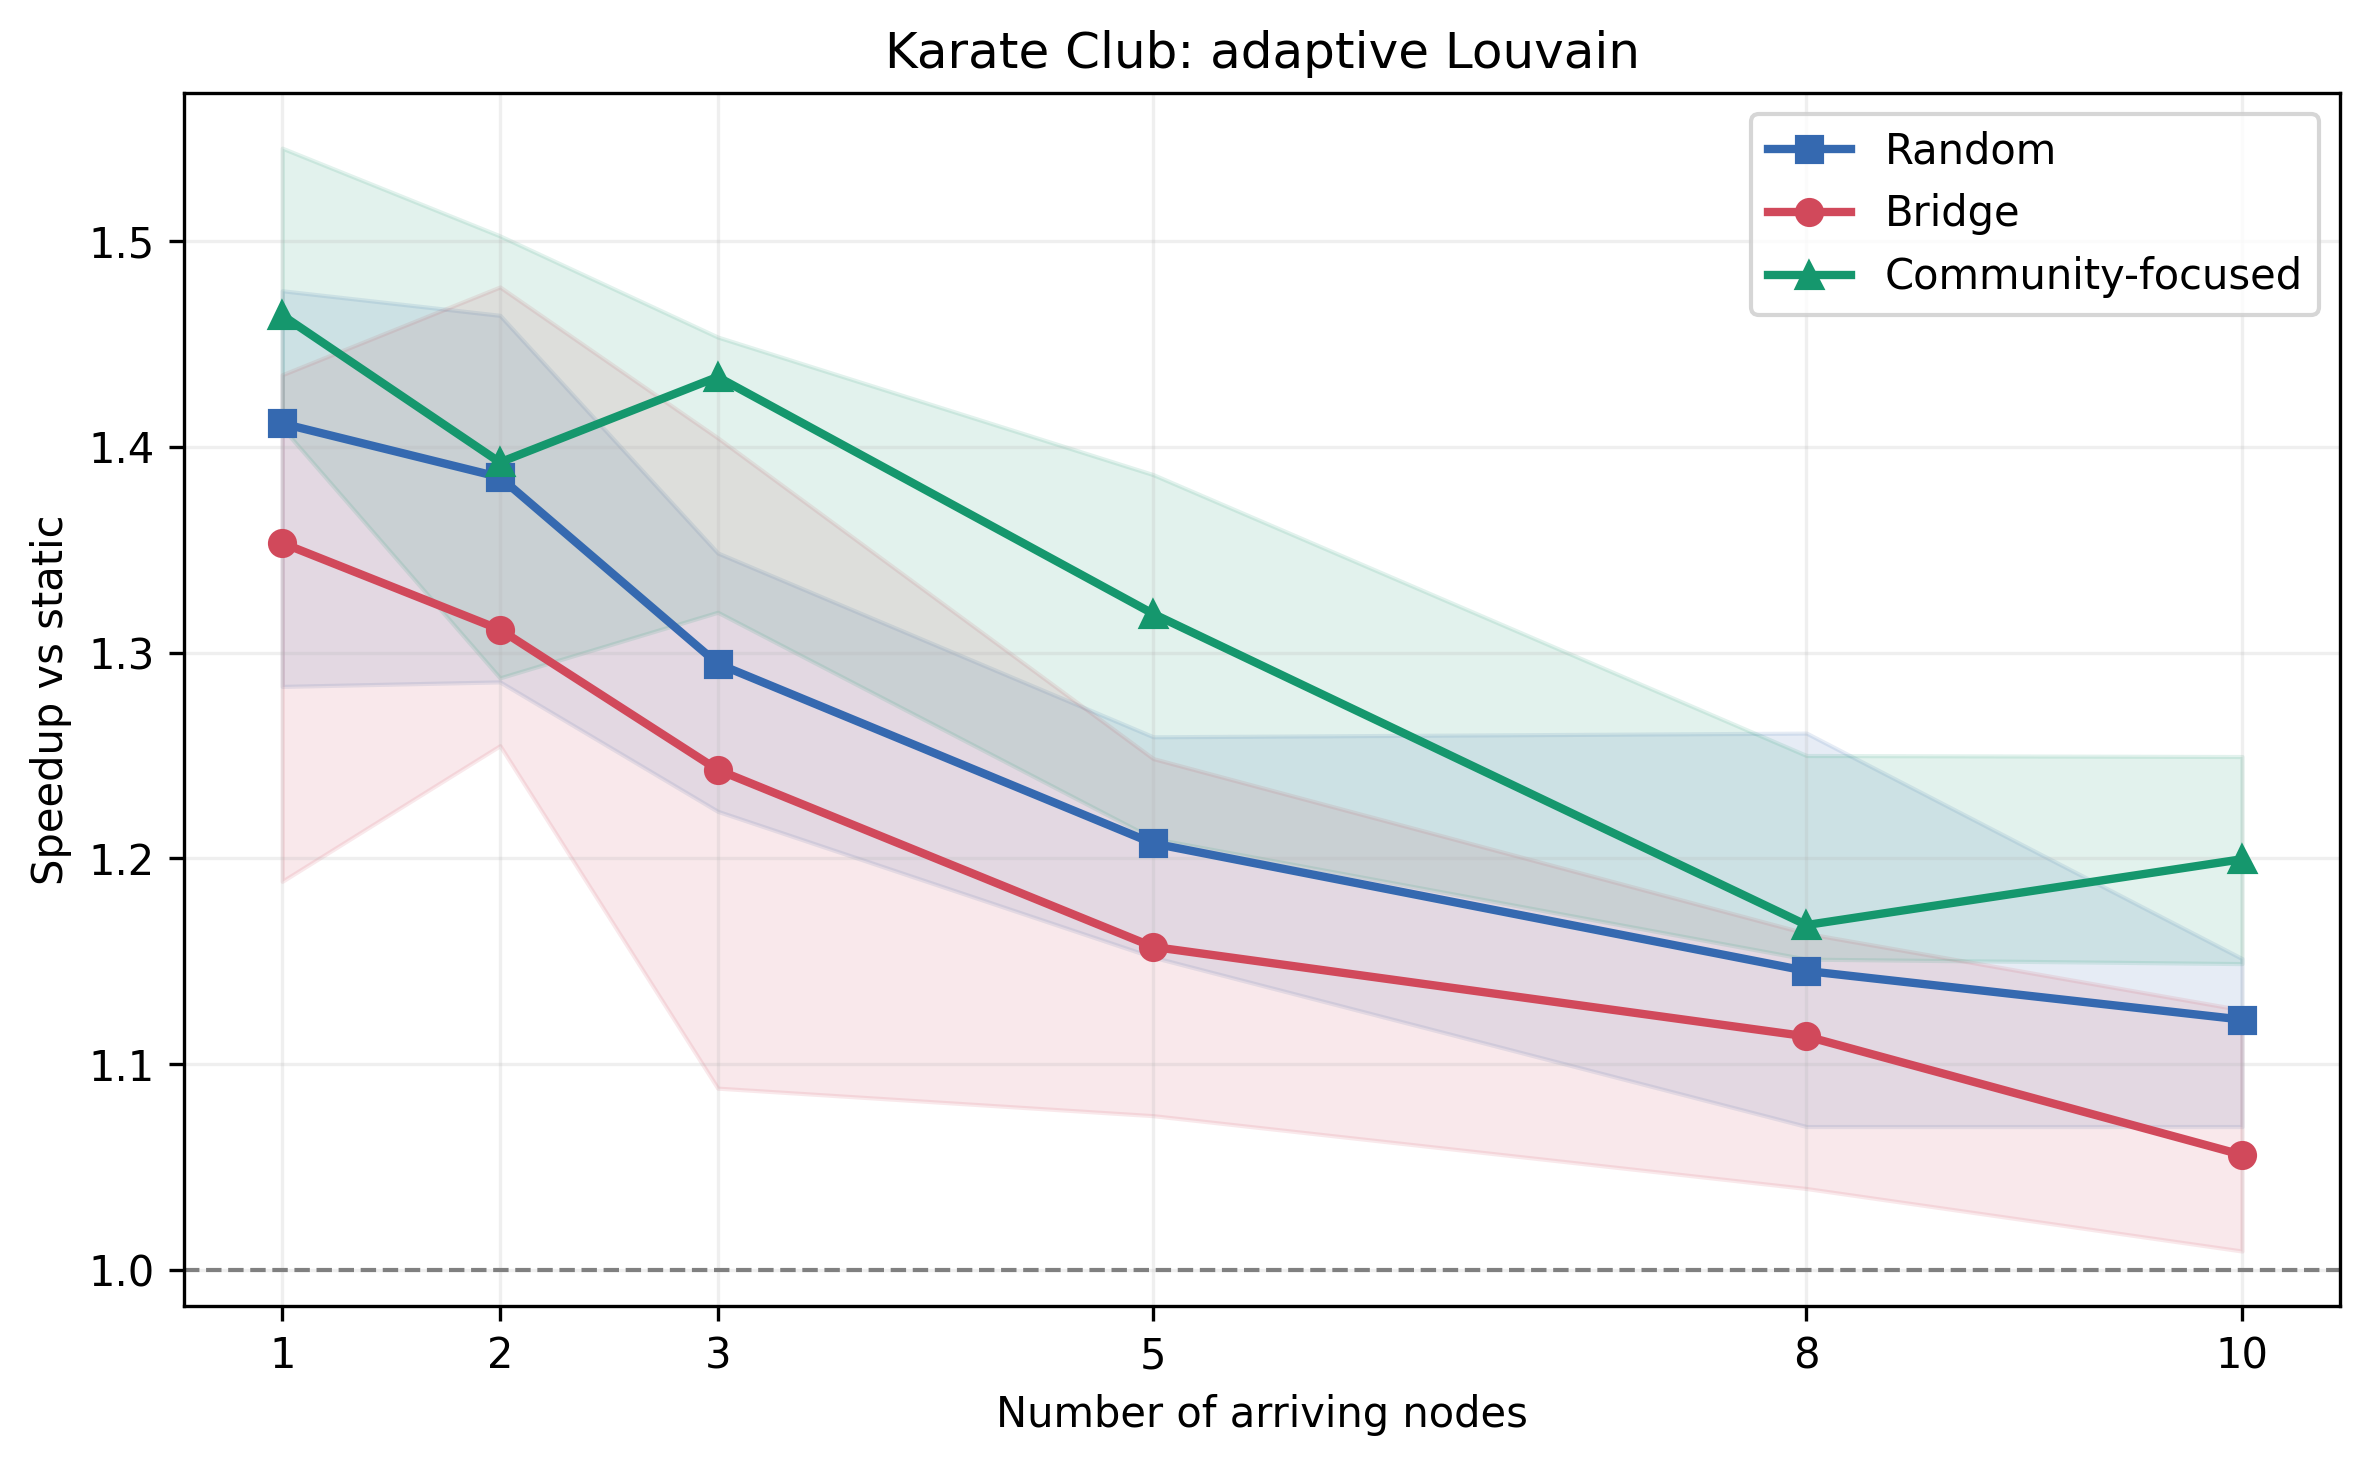 Karate Club: adaptive Louvain
Random
Bridge
Community-focused
Speedup vs static
1.5
1.4
1.3
1.2
1.1
1.0
1 2 3 5 8 10
Number of arriving nodes